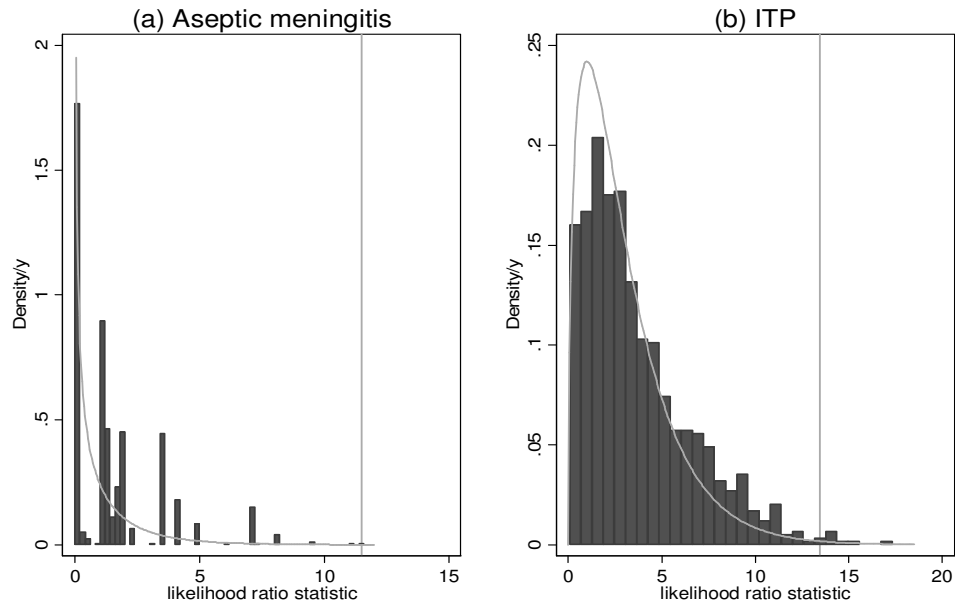 (a) Aseptic meningitis
2
1.5
1
.5
0
Density/y
0 5 10 15
likelihood ratio statistic
(b) ITP
.25
.2
.15
.1
.05
0
Density/y
0 5 10 15 20
likelihood ratio statistic